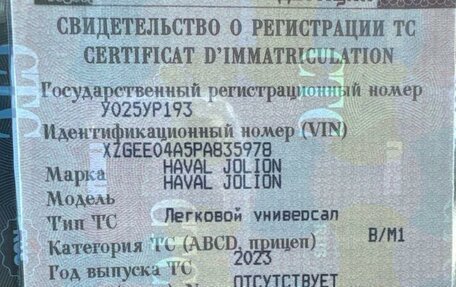 СВИДЕТЕЛЬСТВО О РЕГИСТРАЦИИ ТС
CERTIFICAT D'IMMATRICULATION
Государственный регистрационный номер
У025УР193
Идентификационный номер (VIN)
XZGEE04A5PA835978
Марка HAVAL JOLION
Модель HAVAL JOLION
Тип ТС Легковой универсал
Категория ТС (ABCD, прицеп) B/M1
Год выпуска ТС 2023
ОТСУТСТВУЕТ